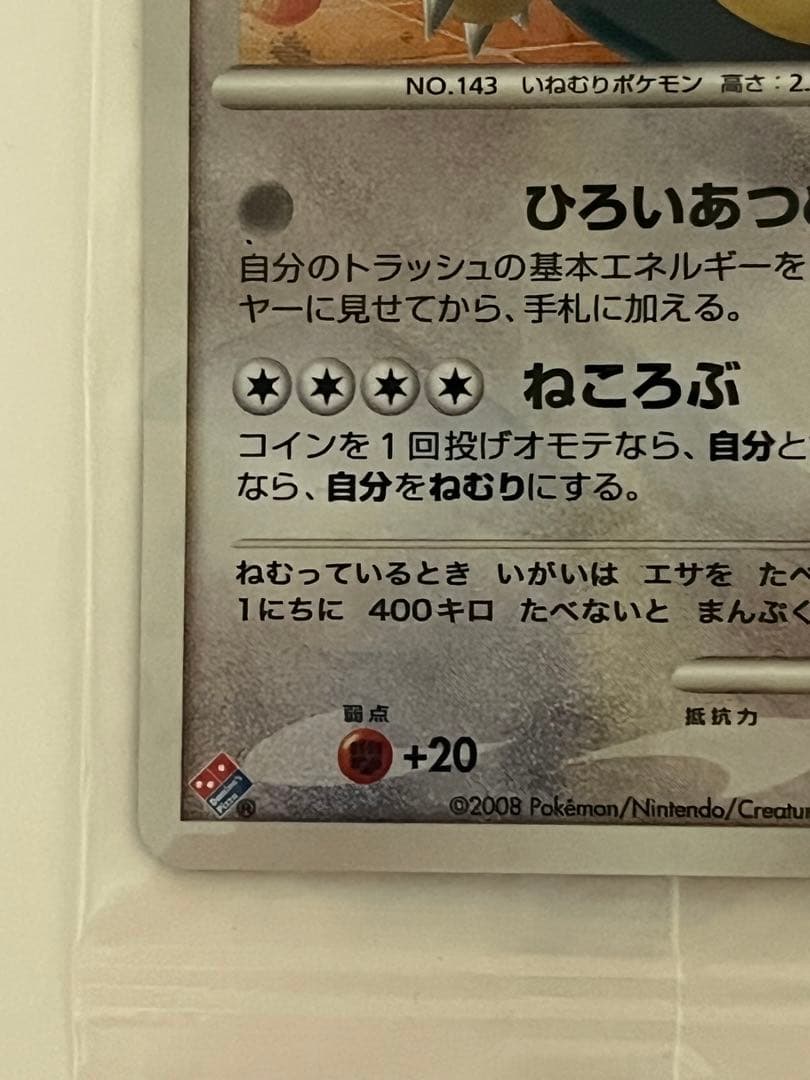 NO.143 いねむりポケモン 高さ：2.
ひろいあつ
自分のトラッシュの基本エネルギーを
ヤーに見せてから、手札に加える。
ねころぶ
コインを1回投げオモテなら、自分と
なら、自分をねむりにする。
ねむっているとき いがいは エサを たべ
1にちに 400キロ たべないと まんぷく
弱点
抵抗力
+20
Domino's
Pizza
®
©2008 Pokémon/Nintendo/Creatur